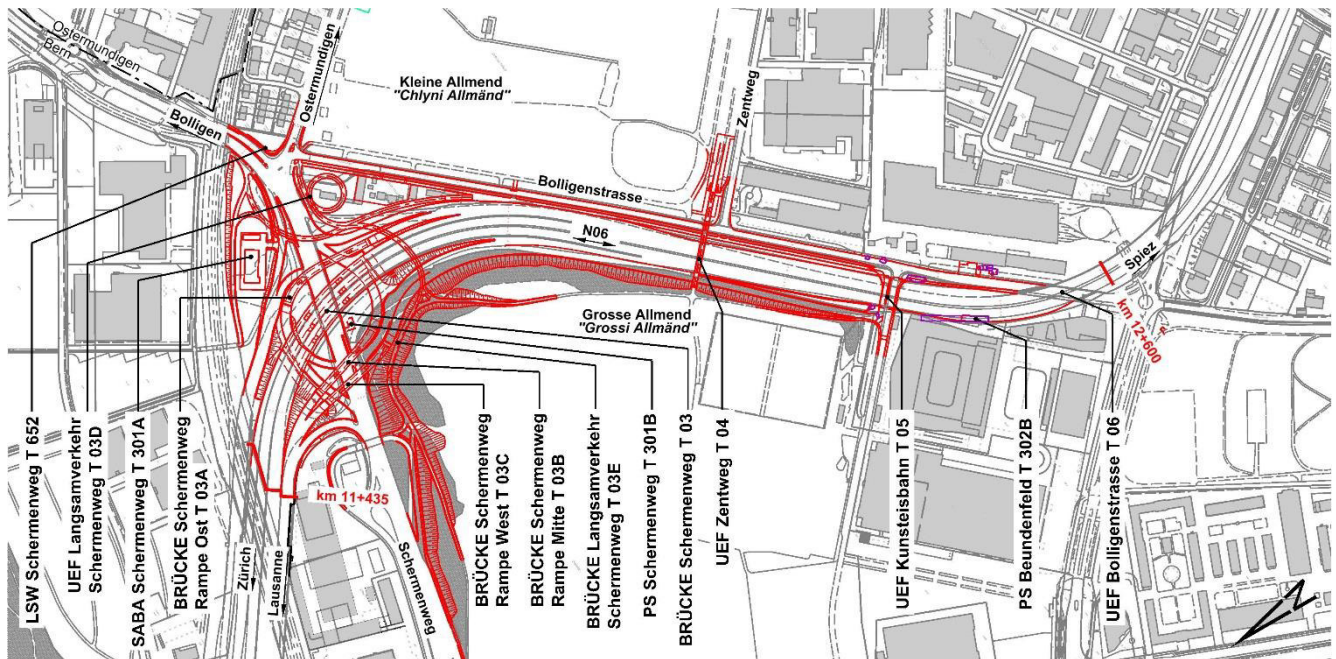 Ostermundigen
Bern
Bolligen
Ostermundigen
Kleine Allmend
"Chlyni Allmänd"
Zentweg
Bolligenstrasse
N06
Spiez
km 12+600
Grosse Allmend
"Grossi Allmänd"
km 11+435
Zürich
Lausanne
Schermenweg
LSW Schermenweg T 652
UEF Langsamverkehr
Schermenweg T 03D
SABA Schermenweg T 301A
BRÜCKE Schermenweg
Rampe Ost T 03A
BRÜCKE Schermenweg
Rampe West T 03C
BRÜCKE Schermenweg
Rampe Mitte T 03B
BRÜCKE Langsamverkehr
Schermenweg T 03E
PS Schermenweg T 301B
BRÜCKE Schermenweg T 03
UEF Zentweg T 04
UEF Kunsteisbahn T 05
PS Beundenfeld T 302B
UEF Bolligenstrasse T 06
N